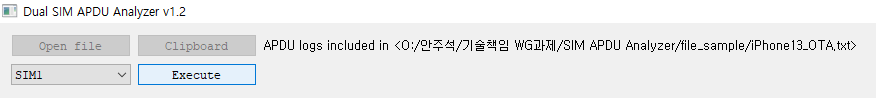 Dual SIM APDU Analyzer v1.2
Open file Clipboard APDU logs included in <O:/안주석/기술책임 WG과제/SIM APDU Analyzer/file_sample/iPhone13_OTA.txt>
SIM1 Execute